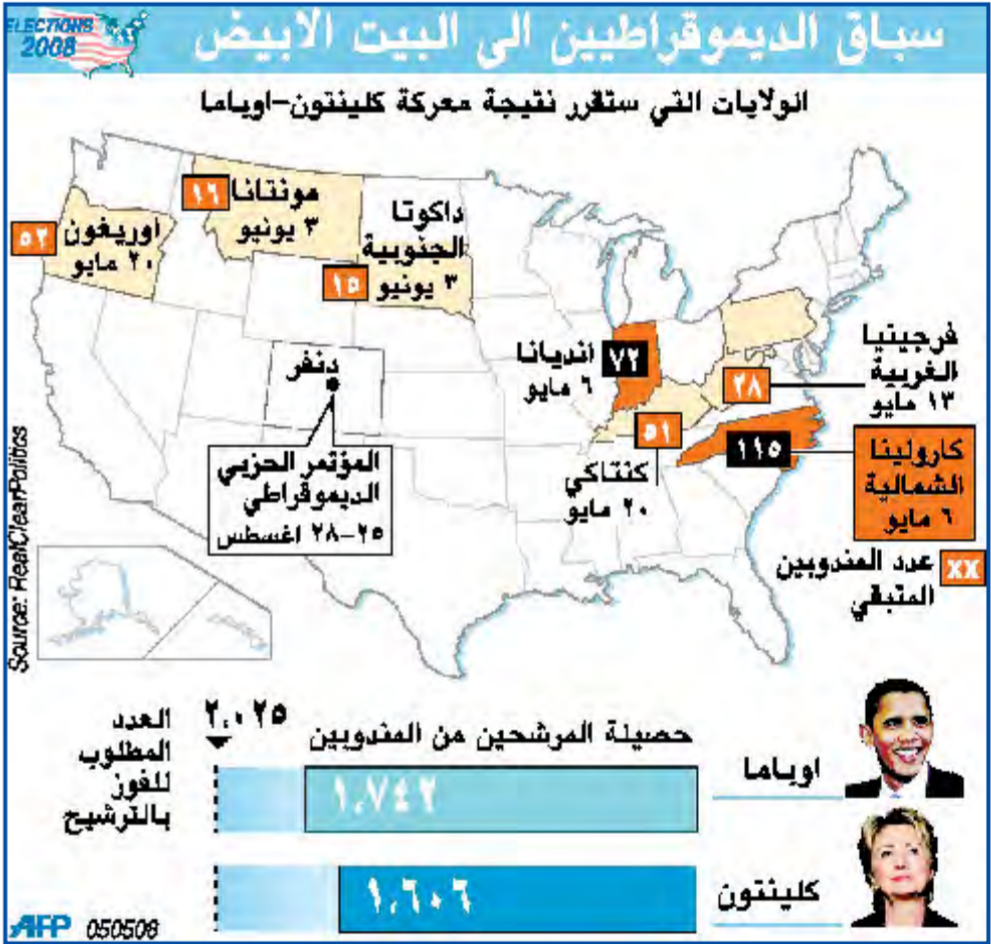 ELECTIONS
2008
سباق الديموقراطيين الى البيت الابيض
الولايات التي ستقرر نتيجة معركة كلينتون-اوباما
مونتانا
٣ يونيو
١٦
داكوتا
الجنوبية
٣ يونيو
١٥
اوريغون
٢٠ مايو
٥٢
انديانا
٦ مايو
٧٢
فرجينيا
الغربية
١٣ مايو
٢٨
كنتاكي
٢٠ مايو
٥١
كارولينا
الشمالية
٦ مايو
١١٥
دنفر
المؤتمر الحزبي
الديموقراطي
٢٥-٢٨ اغسطس
xx
عدد المندوبين
المتبقي
Source: RealClearPolitics
حصيلة المرشحين من المندوبين
٢,٠٢٥
العدد
المطلوب
للفوز
بالترشيح
اوباما
١,٧٤٢
كلينتون
١,٦٠٦
AFP 050508